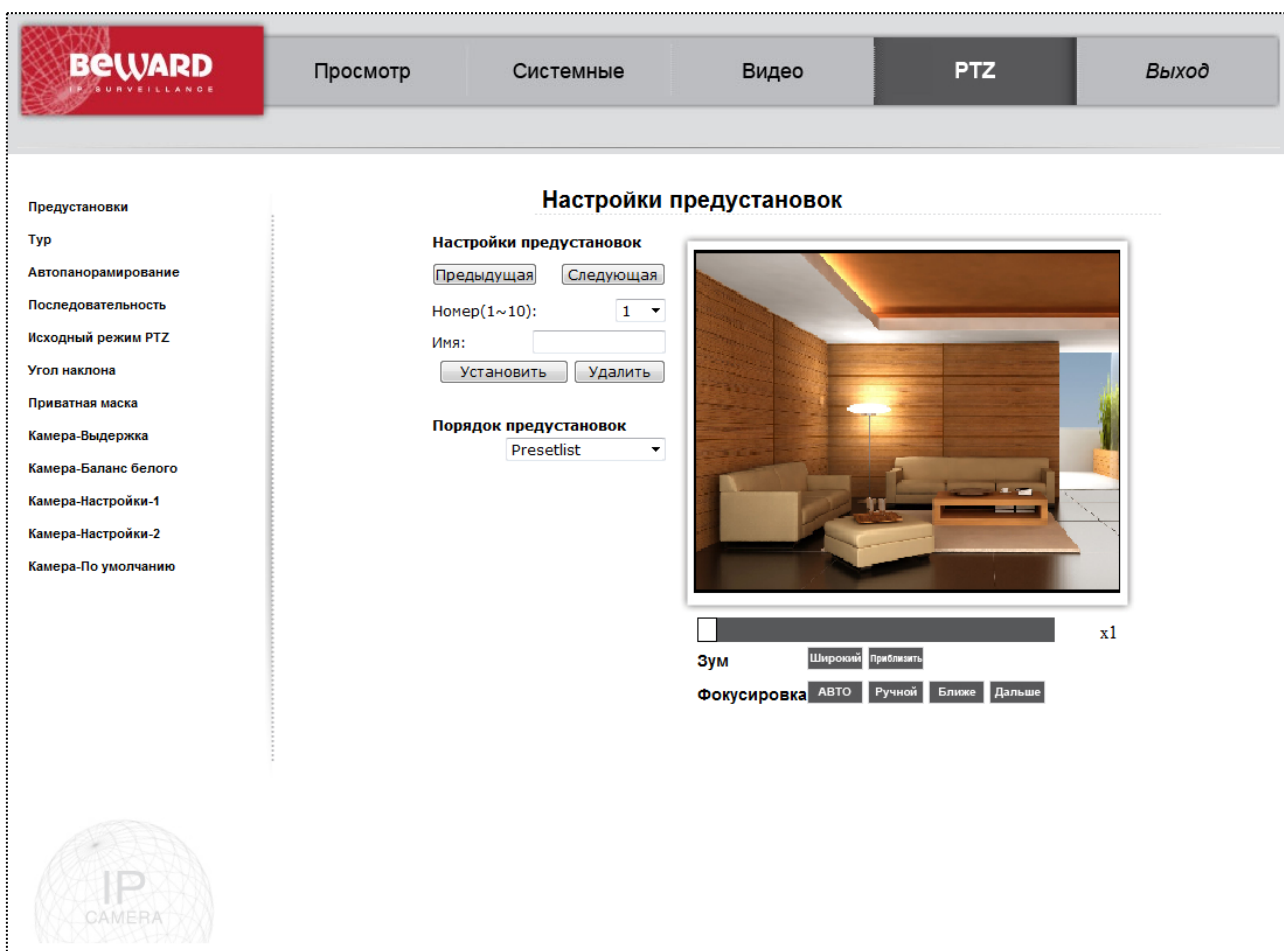 BEWARD
IP SURVEILLANCE
Просмотр
Системные
Видео
PTZ
Выход
Предустановки
Тур
Автопанорамирование
Последовательность
Исходный режим PTZ
Угол наклона
Приватная маска
Камера-Выдержка
Камера-Баланс белого
Камера-Настройки-1
Камера-Настройки-2
Камера-По умолчанию
Настройки предустановок
Настройки предустановок
Предыдущая Следующая
Номер(1~10): 1
Имя:
Установить Удалить
Порядок предустановок
Presetlist
x1
Зум Широкий Приблизить
Фокусировка АВТО Ручной Ближе Дальше
IP
CAMERA